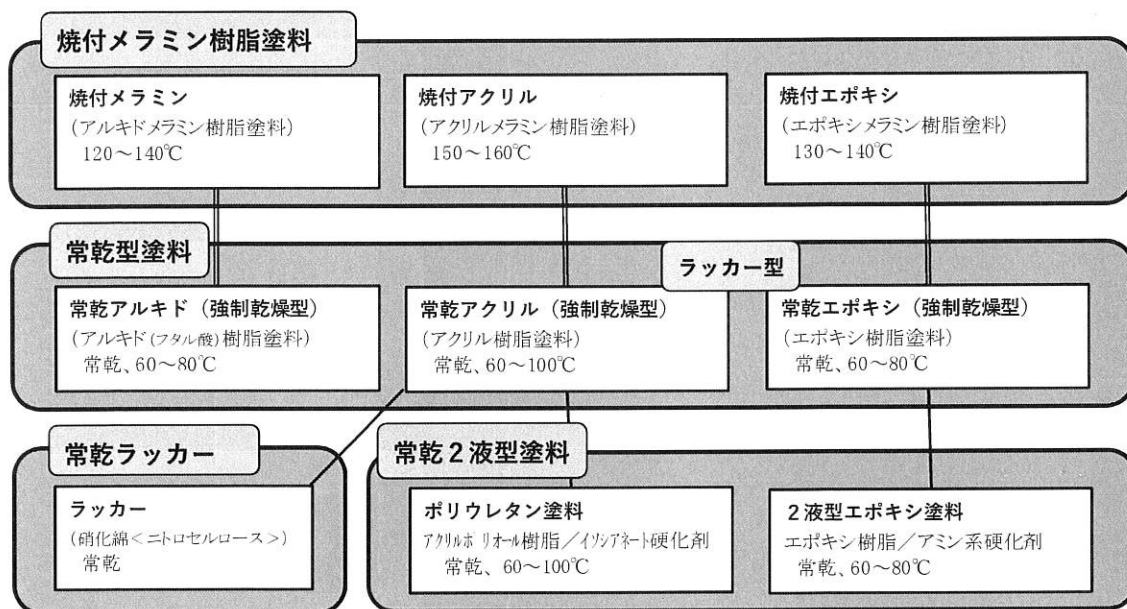 焼付メラミン樹脂塗料
焼付メラミン
(アルキドメラミン樹脂塗料)
120～140℃
焼付アクリル
(アクリルメラミン樹脂塗料)
150～160℃
焼付エポキシ
(エポキシメラミン樹脂塗料)
130～140℃
常乾型塗料
ラッカー型
常乾アルキド（強制乾燥型）
(アルキド(フタル酸)樹脂塗料)
常乾、60～80℃
常乾アクリル（強制乾燥型）
(アクリル樹脂塗料)
常乾、60～100℃
常乾エポキシ（強制乾燥型）
(エポキシ樹脂塗料)
常乾、60～80℃
常乾ラッカー
ラッカー
(硝化綿＜ニトロセルロース＞)
常乾
常乾２液型塗料
ポリウレタン塗料
アクリルポリオール樹脂／イソシアネート硬化剤
常乾、60～100℃
２液型エポキシ塗料
エポキシ樹脂／アミン系硬化剤
常乾、60～80℃